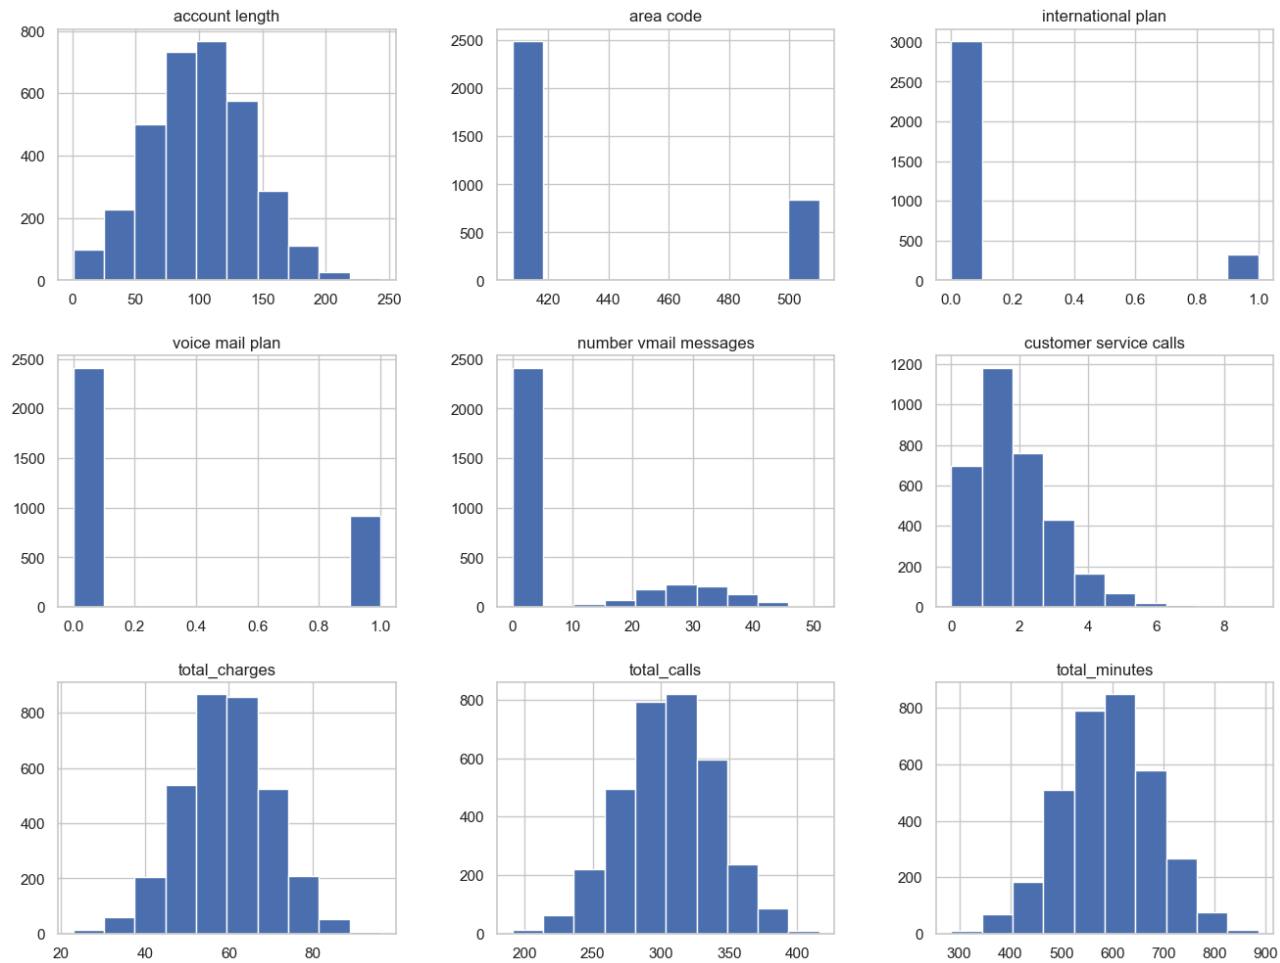 account length
800
600
400
200
0
0 50 100 150 200 250
area code
2500
2000
1500
1000
500
0
420 440 460 480 500
international plan
3000
2500
2000
1500
1000
500
0
0.0 0.2 0.4 0.6 0.8 1.0
voice mail plan
2500
2000
1500
1000
500
0
0.0 0.2 0.4 0.6 0.8 1.0
number vmail messages
2500
2000
1500
1000
500
0
0 10 20 30 40 50
customer service calls
1200
1000
800
600
400
200
0
0 2 4 6 8
total_charges
800
600
400
200
0
20 40 60 80
total_calls
800
600
400
200
0
200 250 300 350 400
total_minutes
800
600
400
200
0
300 400 500 600 700 800 900